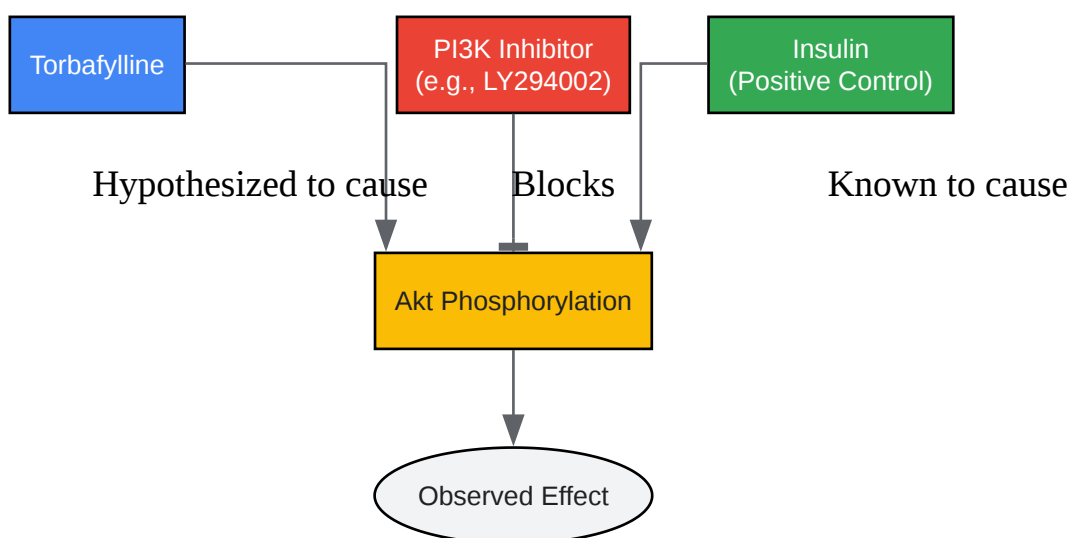 Torbafylline
PI3K Inhibitor
(e.g., LY294002)
Insulin
(Positive Control)
Hypothesized to cause
Blocks
Known to cause
Akt Phosphorylation
Observed Effect